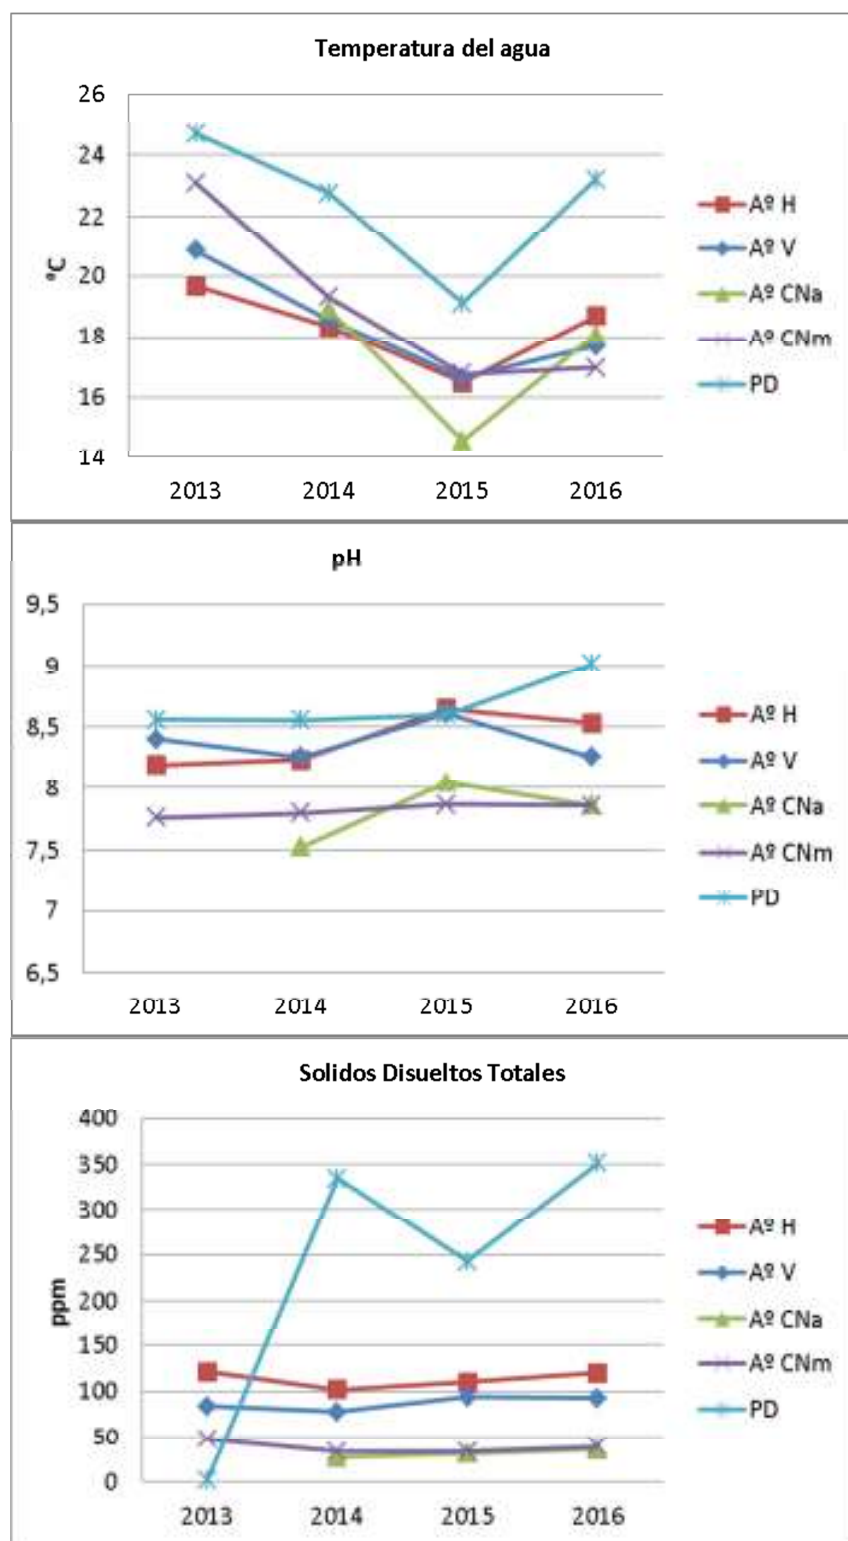 Temperatura del agua
26
24
22
20
18
16
14
°C
2013 2014 2015 2016
Aº H
Aº V
Aº CNa
Aº CNm
PD
pH
9,5
9
8,5
8
7,5
7
6,5
2013 2014 2015 2016
Aº H
Aº V
Aº CNa
Aº CNm
PD
Solidos Disueltos Totales
400
350
300
250
200
150
100
50
0
ppm
2013 2014 2015 2016
Aº H
Aº V
Aº CNa
Aº CNm
PD